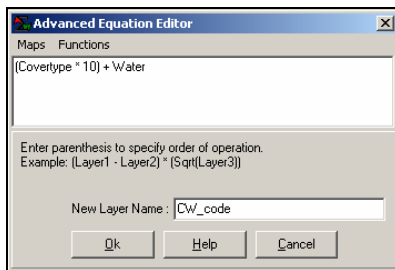 Advanced Equation Editor
Maps Functions
(Covertype * 10) + Water
Enter parenthesis to specify order of operation.
Example: (Layer1 - Layer2) * (Sqrt(Layer3))
New Layer Name : CW_code
Ok Help Cancel